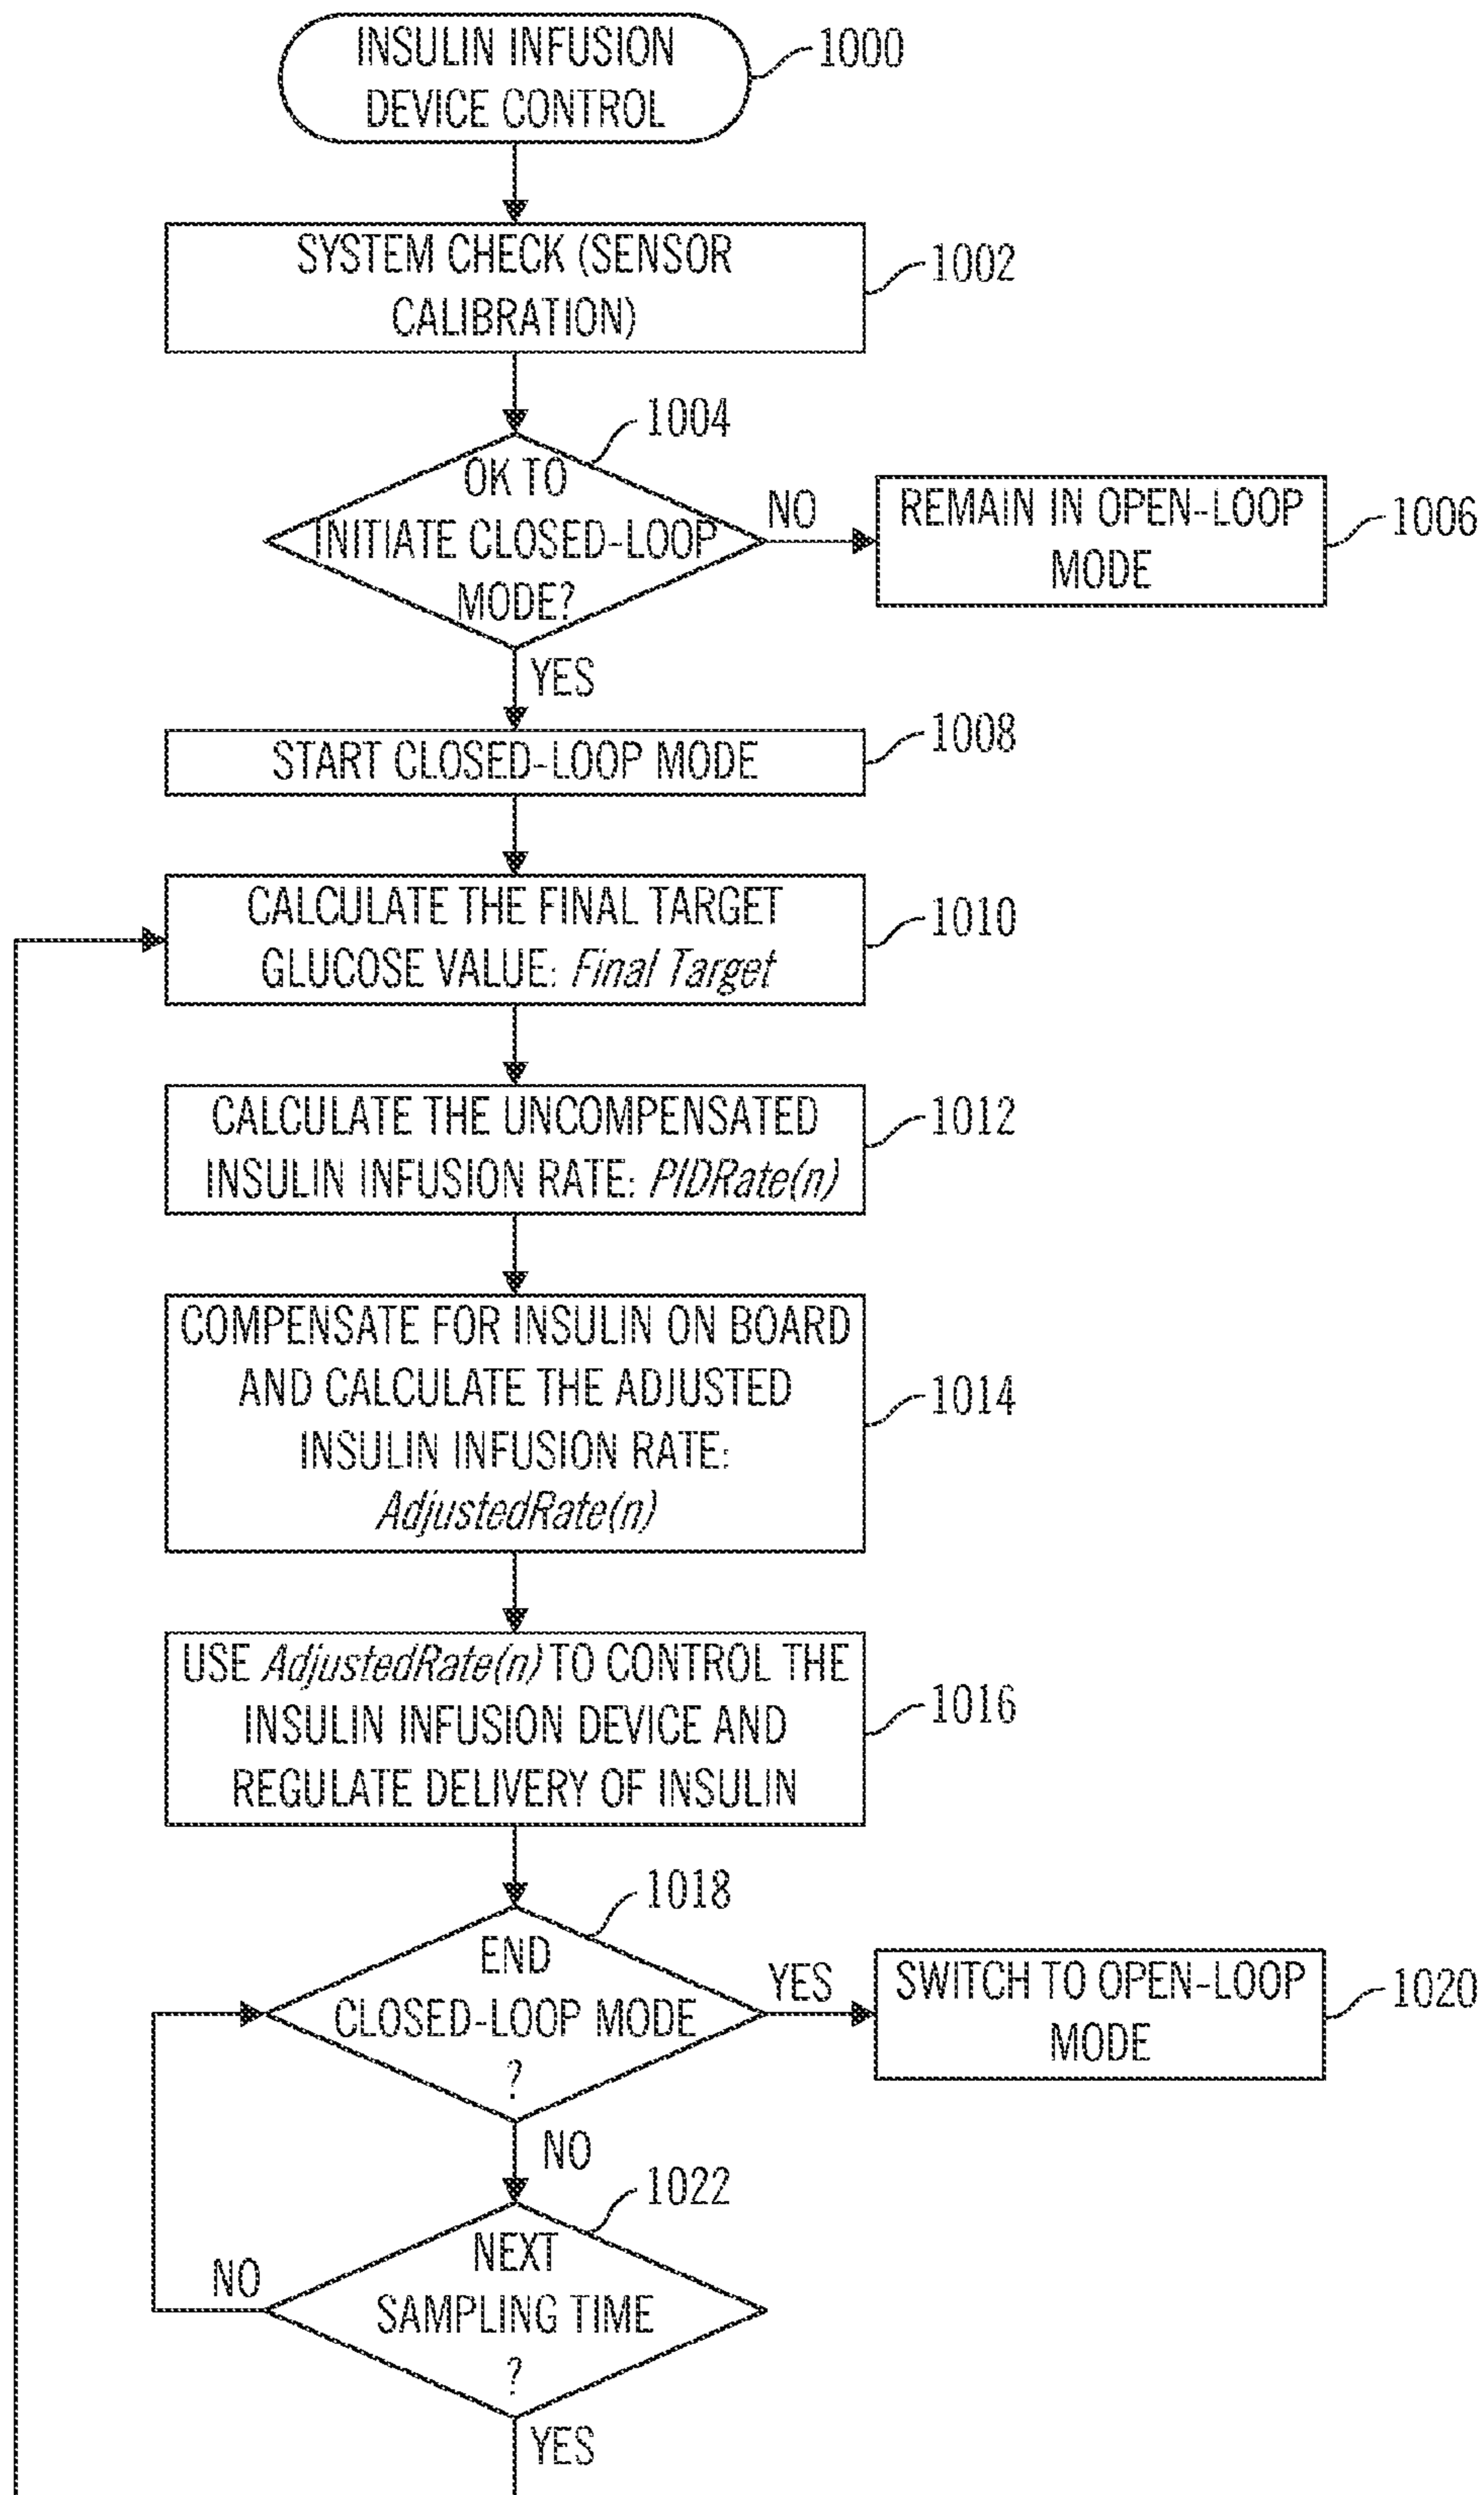 INSULIN INFUSION
DEVICE CONTROL
1000
SYSTEM CHECK (SENSOR
CALIBRATION)
1002
1004
OK TO
INITIATE CLOSED-LOOP
MODE?
NO
REMAIN IN OPEN-LOOP
MODE
1006
YES
START CLOSED-LOOP MODE
1008
CALCULATE THE FINAL TARGET
GLUCOSE VALUE: Final Target
1010
CALCULATE THE UNCOMPENSATED
INSULIN INFUSION RATE: PIDRate(n)
1012
COMPENSATE FOR INSULIN ON BOARD
AND CALCULATE THE ADJUSTED
INSULIN INFUSION RATE:
AdjustedRate(n)
1014
USE AdjustedRate(n) TO CONTROL THE
INSULIN INFUSION DEVICE AND
REGULATE DELIVERY OF INSULIN
1016
1018
END
CLOSED-LOOP MODE
?
YES
SWITCH TO OPEN-LOOP
MODE
1020
NO
1022
NEXT
SAMPLING TIME
?
NO
YES